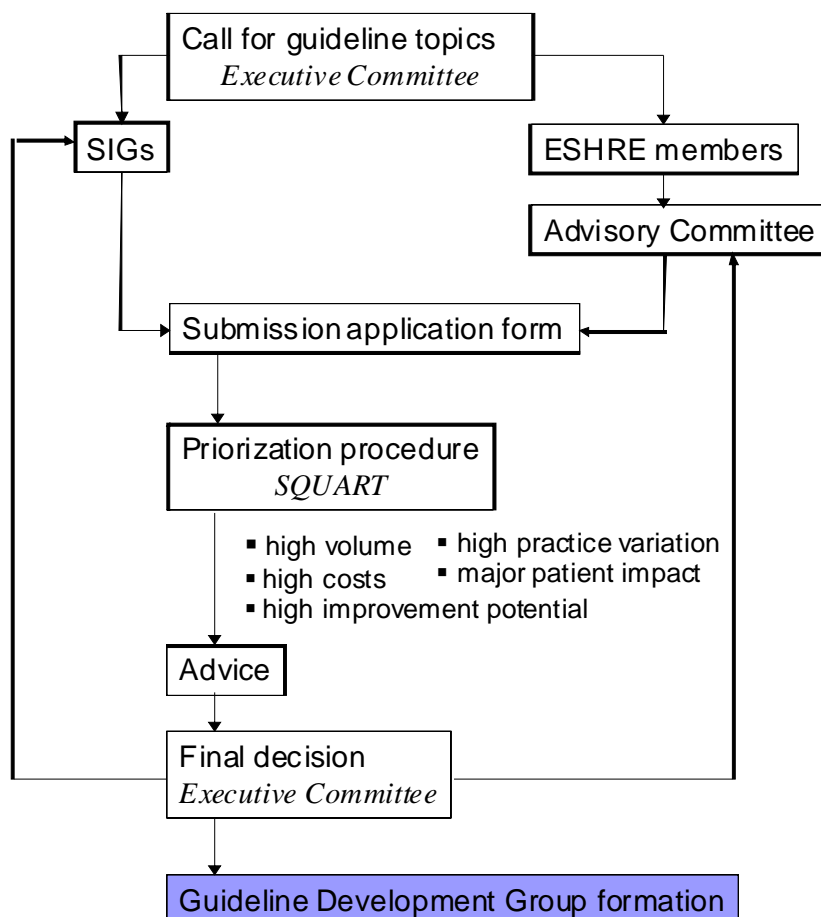 Call for guideline topics
Executive Committee
SIGs
ESHRE members
Advisory Committee
Submission application form
Priorization procedure
SQUART
▪ high volume ▪ high practice variation
▪ high costs ▪ major patient impact
▪ high improvement potential
Advice
Final decision
Executive Committee
Guideline Development Group formation